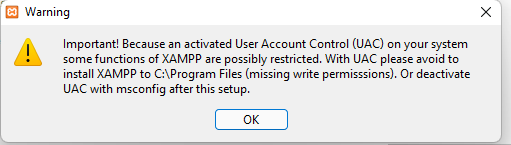 Warning
Important! Because an activated User Account Control (UAC) on your system
some functions of XAMPP are possibly restricted. With UAC please avoid to
install XAMPP to C:\Program Files (missing write permisssions). Or deactivate
UAC with msconfig after this setup.
OK